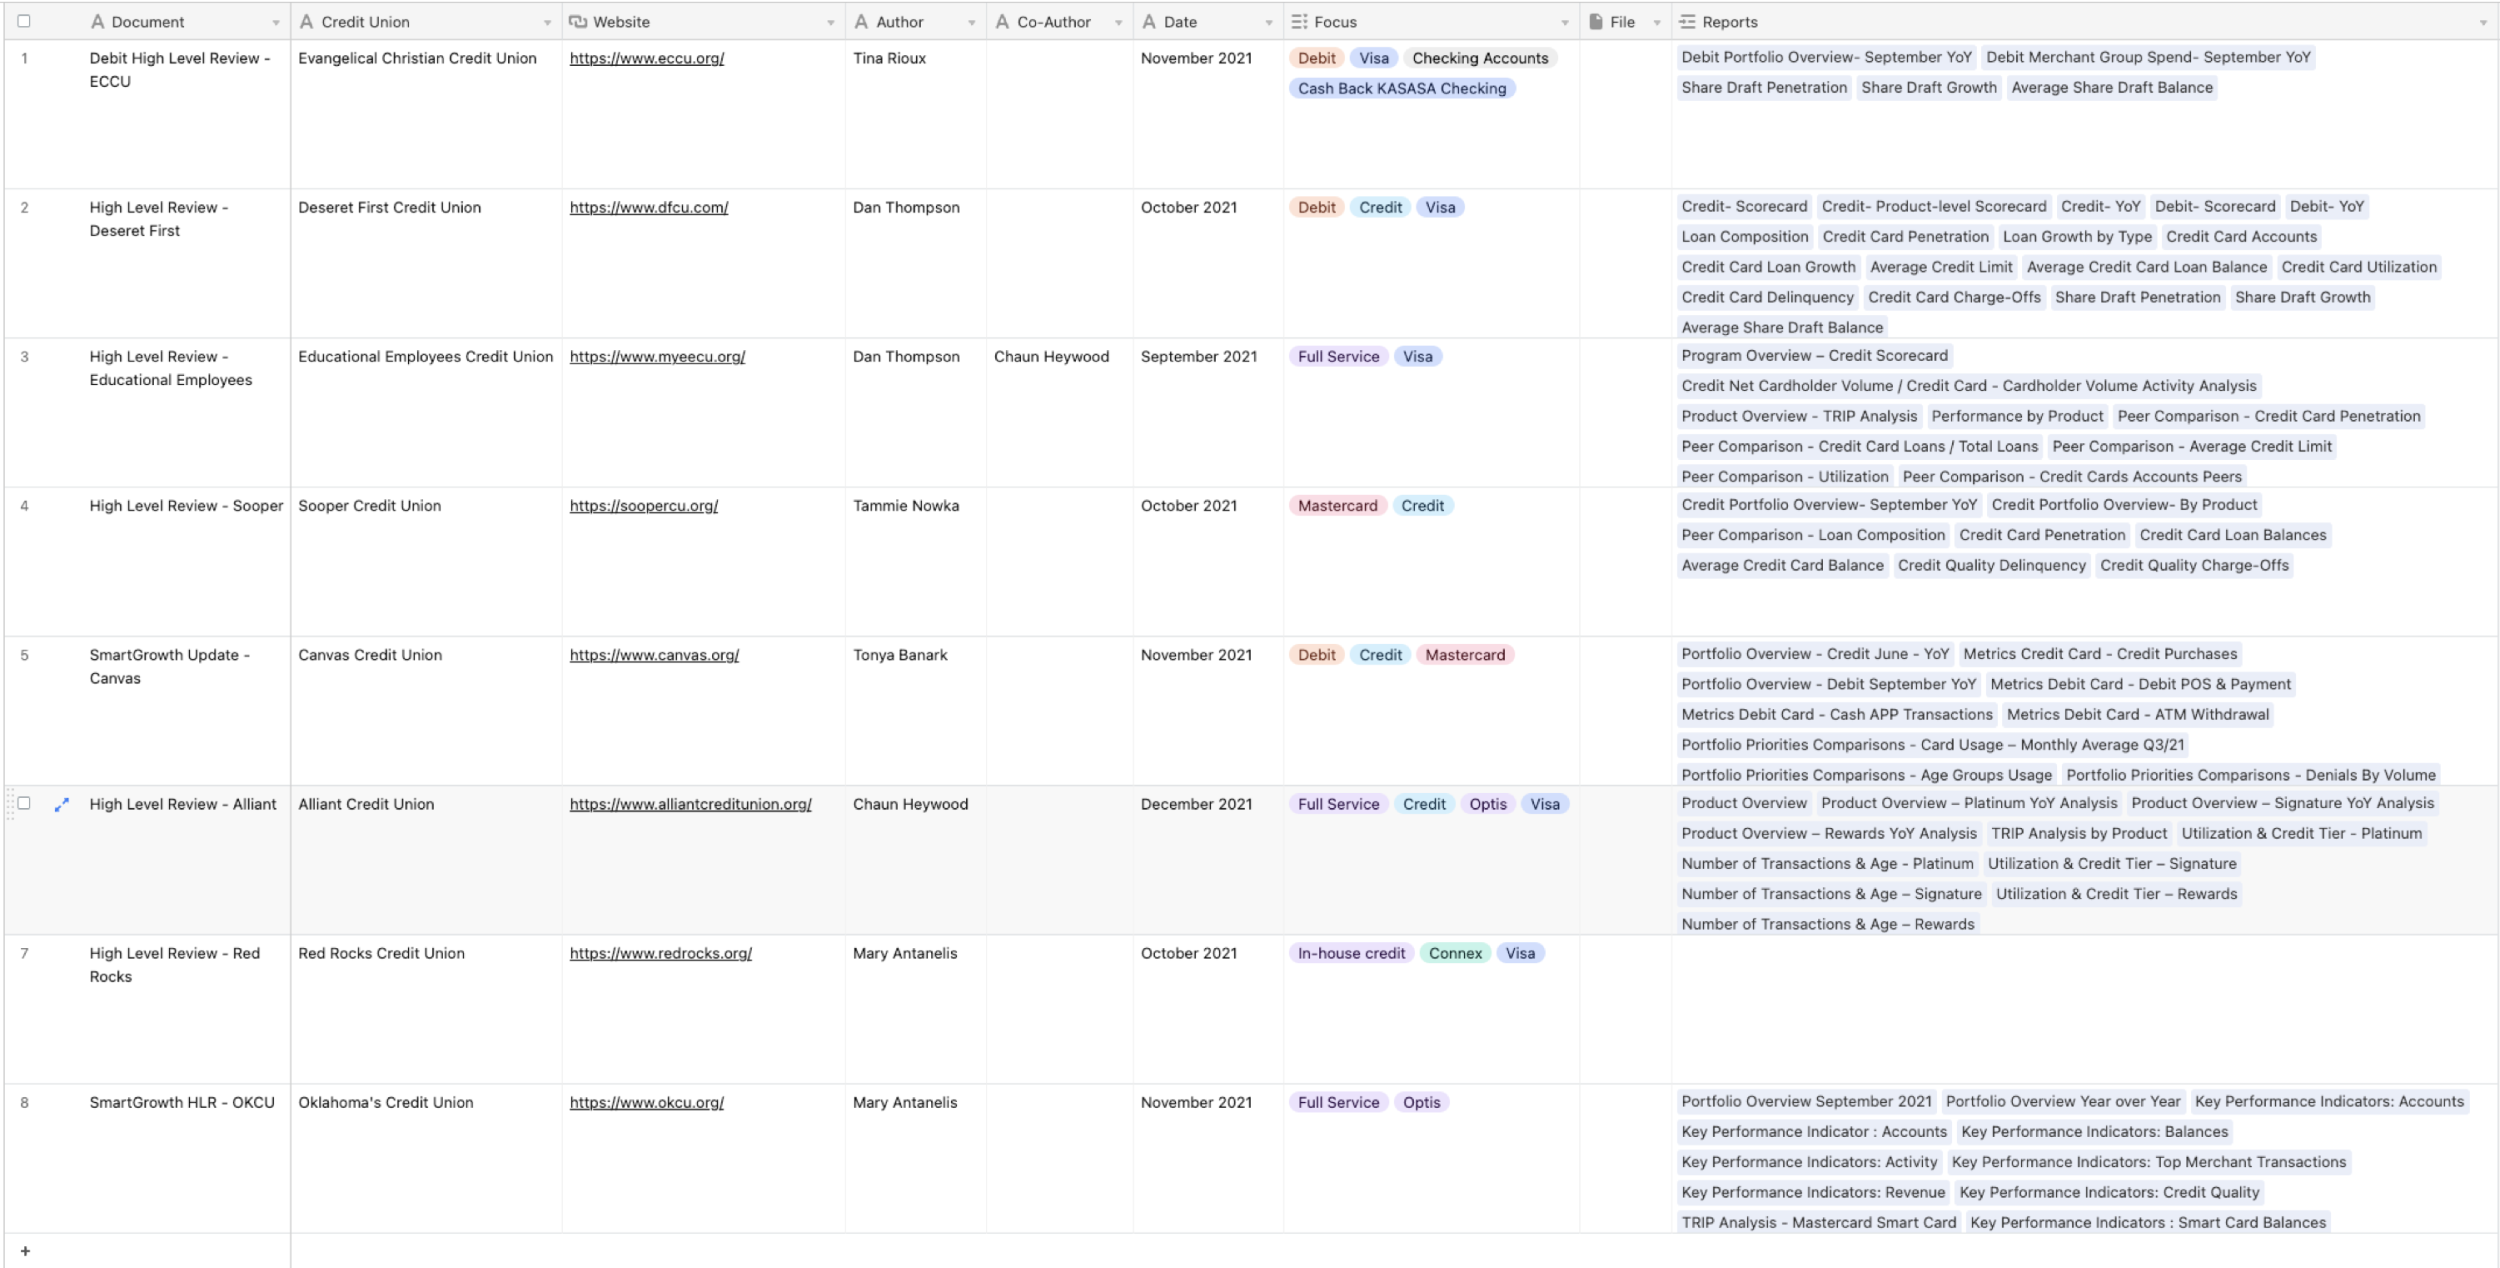 Document Credit Union Website Author Co-Author Date Focus File Reports
1 Debit High Level Review - Evangelical Christian Credit Union https://www.eccu.org/ Tina Rioux November 2021 Debit Visa Checking Accounts Debit Portfolio Overview- September YoY Debit Merchant Group Spend- September YoY
ECCU Cash Back KASASA Checking Share Draft Penetration Share Draft Growth Average Share Draft Balance
2 High Level Review - Deseret First Credit Union https://www.dfcu.com/ Dan Thompson October 2021 Debit Credit Visa Credit- Scorecard Credit- Product-level Scorecard Credit- YoY Debit- Scorecard Debit- YoY
Deseret First Loan Composition Credit Card Penetration Loan Growth by Type Credit Card Accounts
Credit Card Loan Growth Average Credit Limit Average Credit Card Loan Balance Credit Card Utilization
Credit Card Delinquency Credit Card Charge-Offs Share Draft Penetration Share Draft Growth
Average Share Draft Balance
3 High Level Review - Educational Employees Credit Union https://www.myeecu.org/ Dan Thompson Chaun Heywood September 2021 Full Service Visa Program Overview – Credit Scorecard
Educational Employees Credit Net Cardholder Volume / Credit Card - Cardholder Volume Activity Analysis
Product Overview - TRIP Analysis Performance by Product Peer Comparison - Credit Card Penetration
Peer Comparison - Credit Card Loans / Total Loans Peer Comparison - Average Credit Limit
Peer Comparison - Utilization Peer Comparison - Credit Cards Accounts Peers
4 High Level Review - Sooper Sooper Credit Union https://soopercu.org/ Tammie Nowka October 2021 Mastercard Credit Credit Portfolio Overview- September YoY Credit Portfolio Overview- By Product
Peer Comparison - Loan Composition Credit Card Penetration Credit Card Loan Balances
Average Credit Card Balance Credit Quality Delinquency Credit Quality Charge-Offs
5 SmartGrowth Update - Canvas Credit Union https://www.canvas.org/ Tonya Banark November 2021 Debit Credit Mastercard Portfolio Overview - Credit June - YoY Metrics Credit Card - Credit Purchases
Canvas Portfolio Overview - Debit September YoY Metrics Debit Card - Debit POS & Payment
Metrics Debit Card - Cash APP Transactions Metrics Debit Card - ATM Withdrawal
Portfolio Priorities Comparisons - Card Usage – Monthly Average Q3/21
Portfolio Priorities Comparisons - Age Groups Usage Portfolio Priorities Comparisons - Denials By Volume
High Level Review - Alliant Alliant Credit Union https://www.alliantcreditunion.org/ Chaun Heywood December 2021 Full Service Credit Optis Visa Product Overview Product Overview – Platinum YoY Analysis Product Overview – Signature YoY Analysis
Product Overview – Rewards YoY Analysis TRIP Analysis by Product Utilization & Credit Tier - Platinum
Number of Transactions & Age - Platinum Utilization & Credit Tier – Signature
Number of Transactions & Age – Signature Utilization & Credit Tier – Rewards
Number of Transactions & Age – Rewards
7 High Level Review - Red Red Rocks Credit Union https://www.redrocks.org/ Mary Antanelis October 2021 In-house credit Connex Visa
Rocks
8 SmartGrowth HLR - OKCU Oklahoma's Credit Union https://www.okcu.org/ Mary Antanelis November 2021 Full Service Optis Portfolio Overview September 2021 Portfolio Overview Year over Year Key Performance Indicators: Accounts
Key Performance Indicator : Accounts Key Performance Indicators: Balances
Key Performance Indicators: Activity Key Performance Indicators: Top Merchant Transactions
Key Performance Indicators: Revenue Key Performance Indicators: Credit Quality
TRIP Analysis - Mastercard Smart Card Key Performance Indicators : Smart Card Balances
+